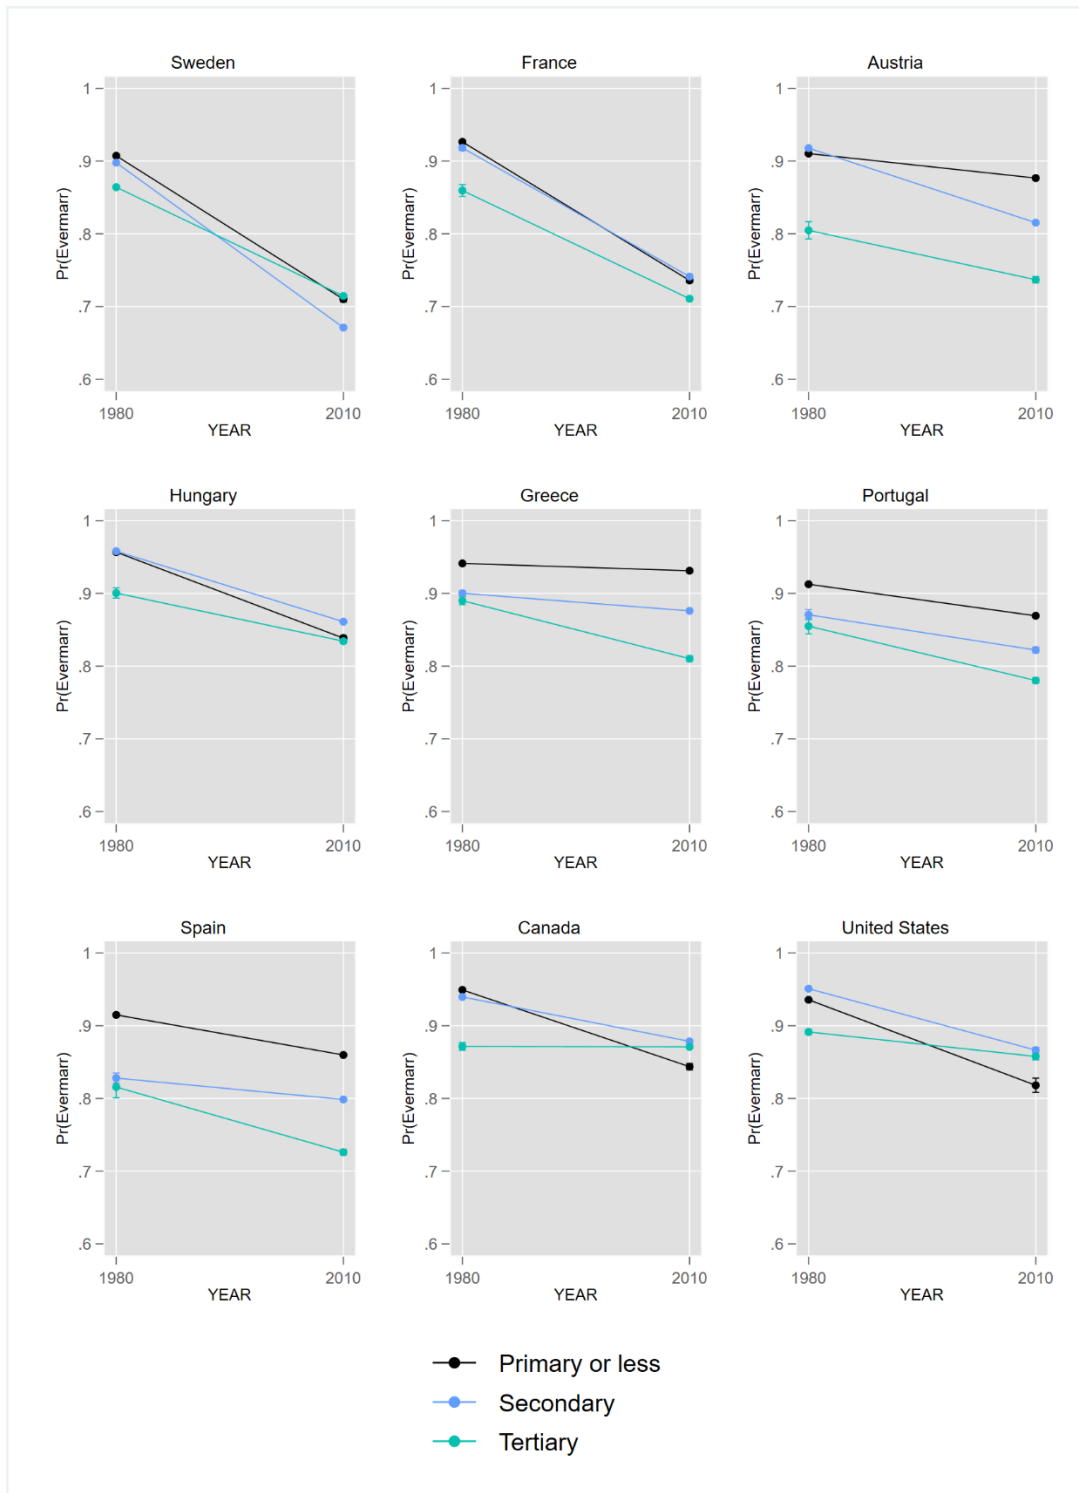 Sweden
1
.9
.8
.7
.6
Pr(Evermarr)
1980 2010
YEAR
France
1
.9
.8
.7
.6
Pr(Evermarr)
1980 2010
YEAR
Austria
1
.9
.8
.7
.6
Pr(Evermarr)
1980 2010
YEAR
Hungary
1
.9
.8
.7
.6
Pr(Evermarr)
1980 2010
YEAR
Greece
1
.9
.8
.7
.6
Pr(Evermarr)
1980 2010
YEAR
Portugal
1
.9
.8
.7
.6
Pr(Evermarr)
1980 2010
YEAR
Spain
1
.9
.8
.7
.6
Pr(Evermarr)
1980 2010
YEAR
Canada
1
.9
.8
.7
.6
Pr(Evermarr)
1980 2010
YEAR
United States
1
.9
.8
.7
.6
Pr(Evermarr)
1980 2010
YEAR
Primary or less
Secondary
Tertiary